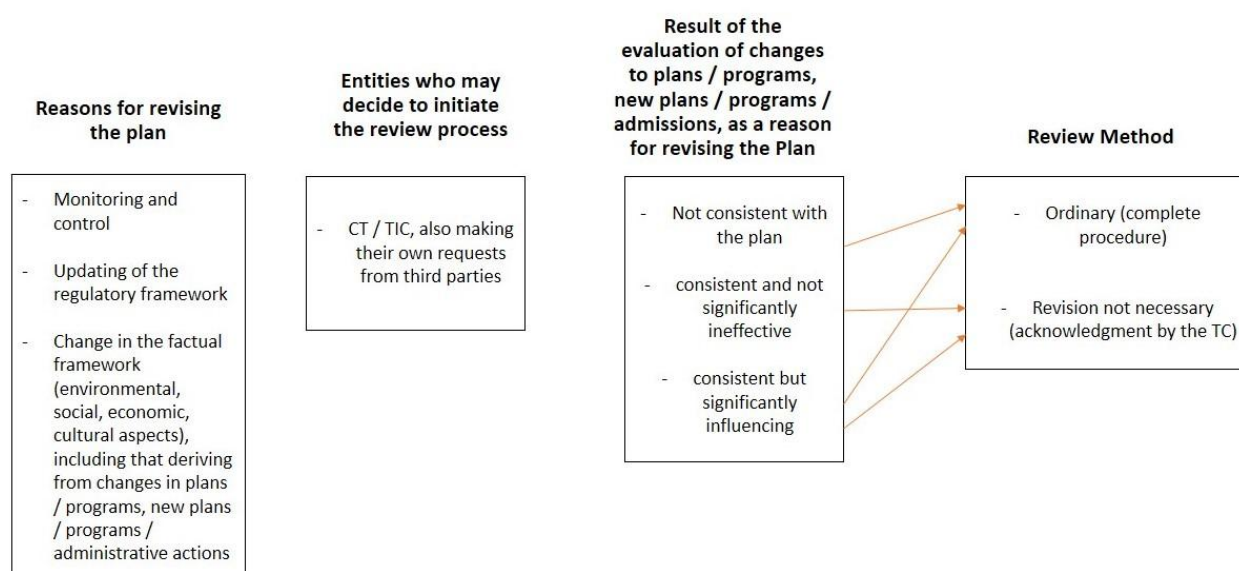 Reasons for revising
the plan
- Monitoring and
control
- Updating of the
regulatory framework
- Change in the factual
framework
(environmental,
social, economic,
cultural aspects),
including that deriving
from changes in plans
/ programs, new plans
/ programs /
administrative actions
Entities who may
decide to initiate
the review process
- CT / TIC, also making
their own requests
from third parties
Result of the
evaluation of changes
to plans / programs,
new plans / programs /
admissions, as a reason
for revising the Plan
- Not consistent with
the plan
- consistent and not
significantly
ineffective
- consistent but
significantly
influencing
Review Method
- Ordinary (complete
procedure)
- Revision not necessary
(acknowledgment by the TC)